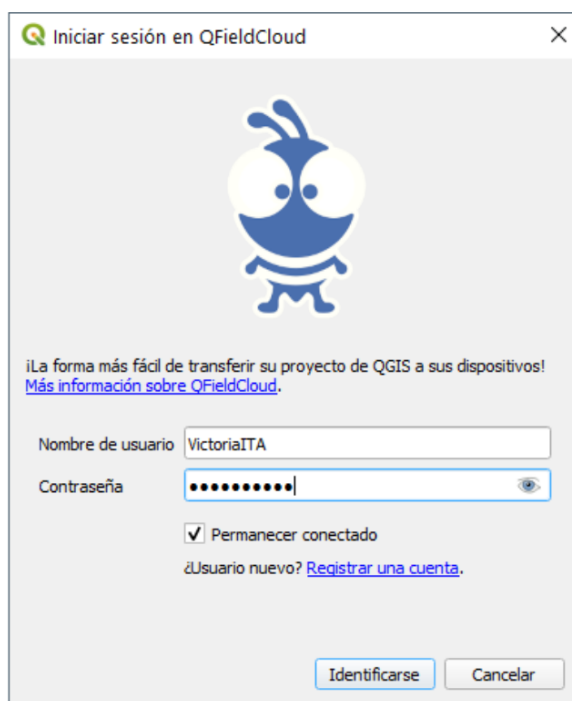 Iniciar sesión en QFieldCloud
¡La forma más fácil de transferir su proyecto de QGIS a sus dispositivos!
Más información sobre QFieldCloud.
Nombre de usuario VictoriaITA
Contraseña ●●●●●●●●●●
Permanecer conectado
¿Usuario nuevo? Registrar una cuenta.
Identificarse Cancelar